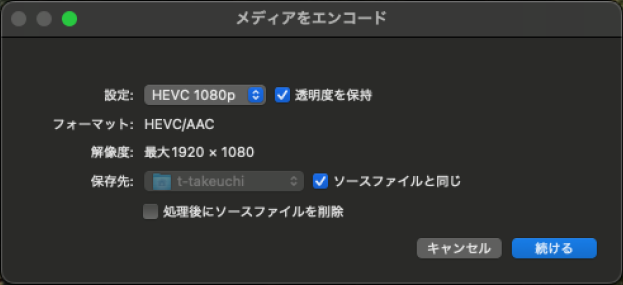 メディアをエンコード
設定: HEVC 1080p 透明度を保持
フォーマット: HEVC/AAC
解像度: 最大1920 × 1080
保存先: t-takeuchi ソースファイルと同じ
処理後にソースファイルを削除
キャンセル 続ける